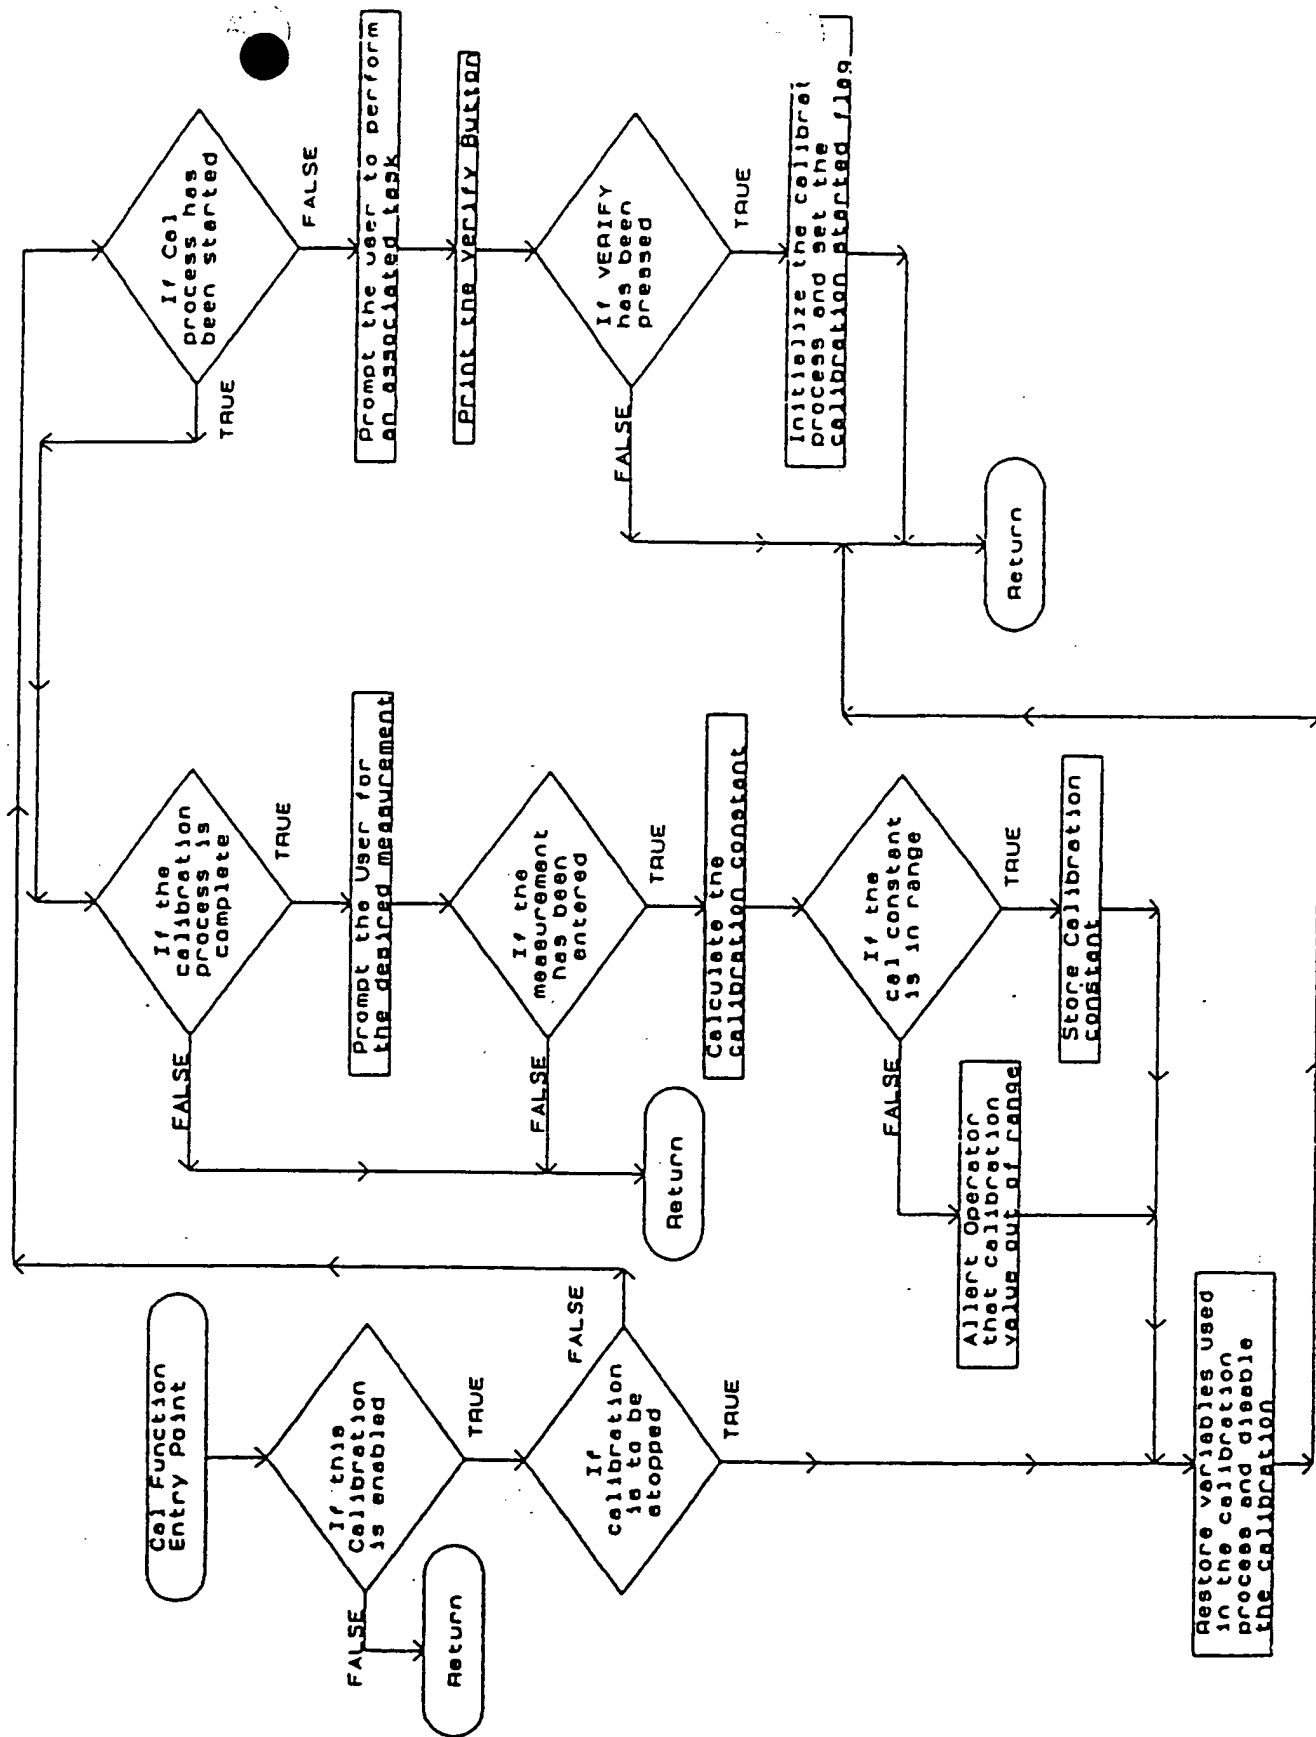 Cal Function
Entry Point
If this
Calibration
is enabled
FALSE
TRUE
Return
If
calibration
is to be
stopped
FALSE
TRUE
Restore variables used
in the calibration
process and disable
the calibration
If the
calibration
process is
complete
FALSE
TRUE
Prompt the User for
the desired measurement
If the
measurement
has been
entered
FALSE
TRUE
Return
Calculate the
calibration constant
If the
cal constant
is in range
FALSE
TRUE
Allert Operator
that calibration
value out of range
Store Calibration
constant
If Cal
process has
been started
TRUE
FALSE
Prompt the user to perform
an associated task
Print the verify Button
If VERIFY
has been
pressed
FALSE
TRUE
Initialize the calibrat
process and set the
calibration started flag
Return